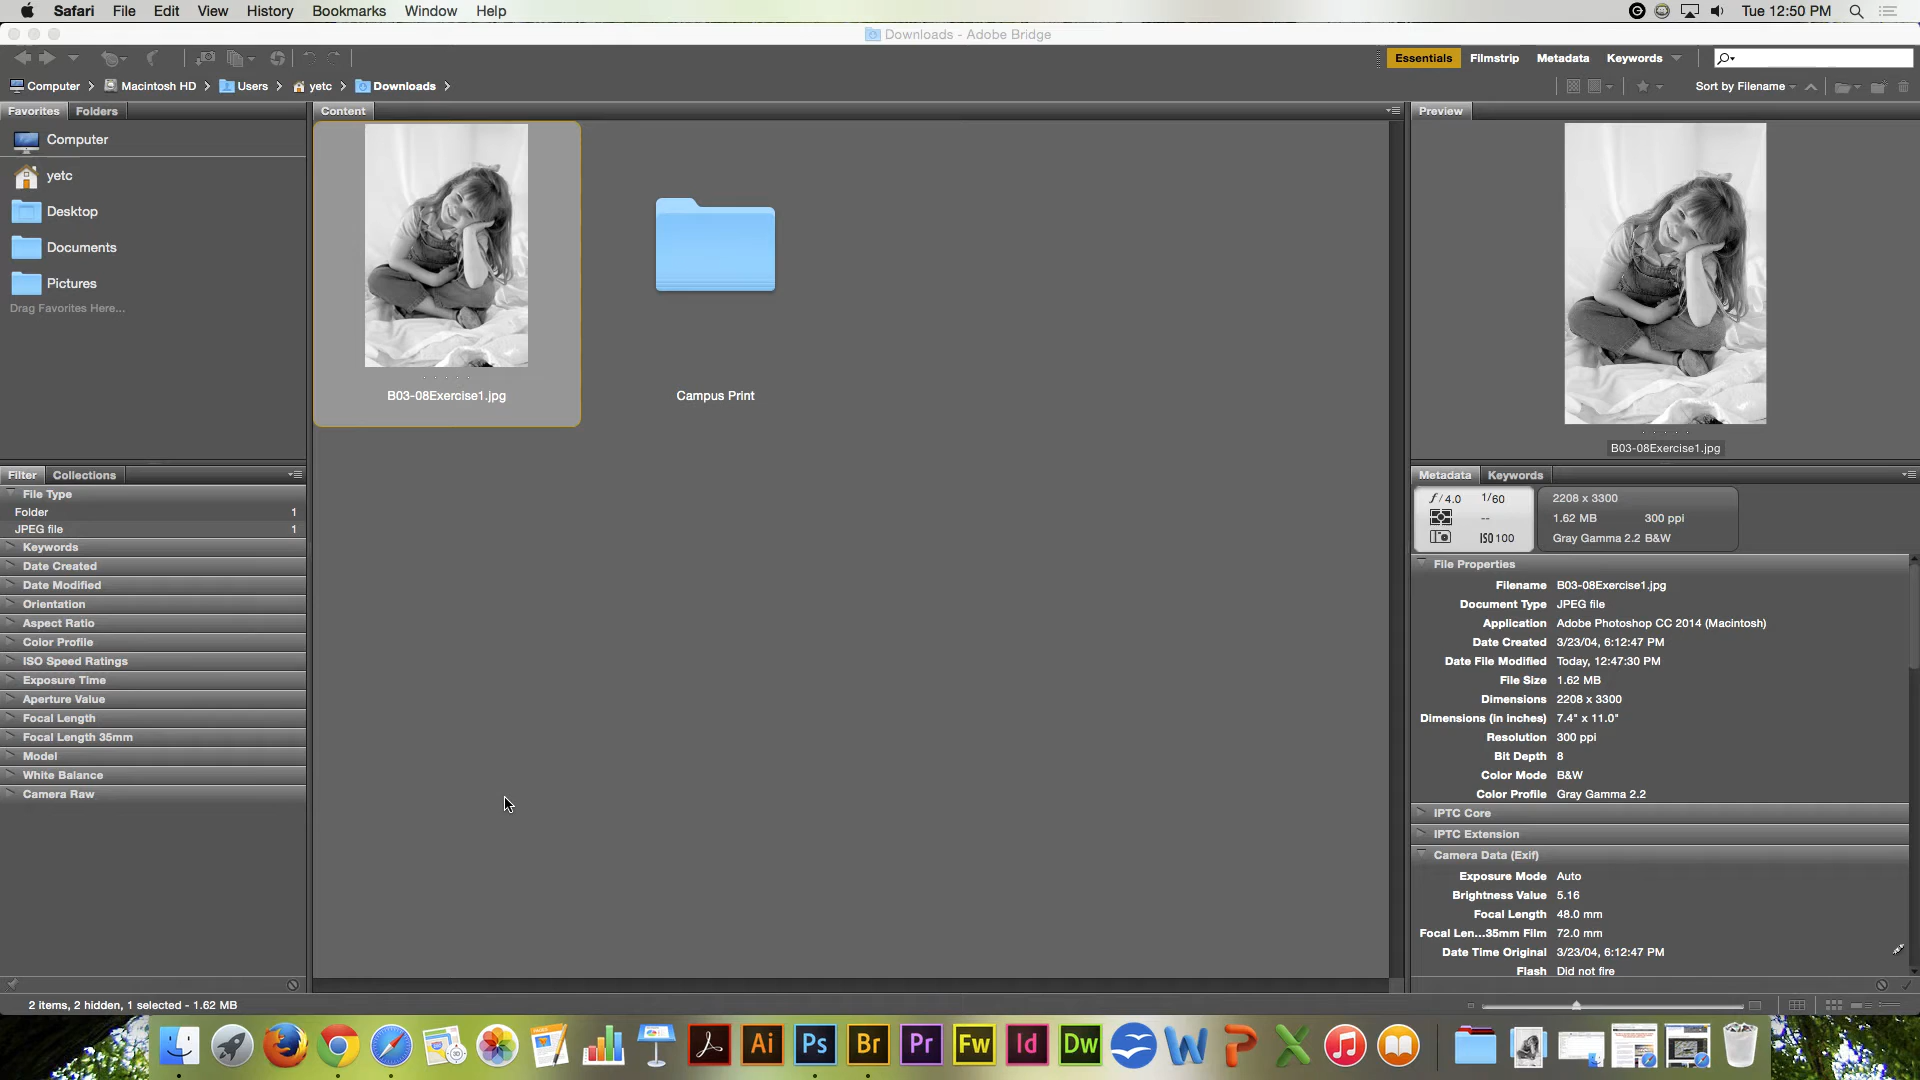 Safari File Edit View History Bookmarks Window Help Tue 12:50 PM
Downloads - Adobe Bridge
Essentials Filmstrip Metadata Keywords
Computer Macintosh HD Users yetc Downloads Sort by Filename
Favorites Folders
Computer
yetc
Desktop
Documents
Pictures
Drag Favorites Here...
Content
B03-08Exercise1.jpg
Campus Print
Preview
B03-08Exercise1.jpg
Filter Collections
File Type
Folder 1
JPEG file 1
Keywords
Date Created
Date Modified
Orientation
Aspect Ratio
Color Profile
ISO Speed Ratings
Exposure Time
Aperture Value
Focal Length
Focal Length 35mm
Model
White Balance
Camera Raw
Metadata Keywords
f/4.0 1/60
--
ISO100
2208 x 3300
1.62 MB 300 ppi
Gray Gamma 2.2 B&W
File Properties
Filename B03-08Exercise1.jpg
Document Type JPEG file
Application Adobe Photoshop CC 2014 (Macintosh)
Date Created 3/23/04, 6:12:47 PM
Date File Modified Today, 12:47:30 PM
File Size 1.62 MB
Dimensions 2208 x 3300
Dimensions (in inches) 7.4" x 11.0"
Resolution 300 ppi
Bit Depth 8
Color Mode B&W
Color Profile Gray Gamma 2.2
IPTC Core
IPTC Extension
Camera Data (Exif)
Exposure Mode Auto
Brightness Value 5.16
Focal Length 48.0 mm
Focal Len...35mm Film 72.0 mm
Date Time Original 3/23/04, 6:12:47 PM
Flash Did not fire
2 items, 2 hidden, 1 selected - 1.62 MB
Ai Ps Br Pr Fw Id Dw